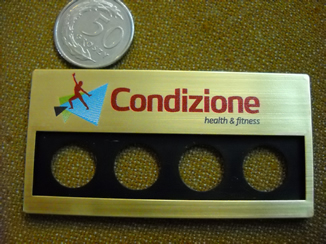 50
Condizione
health & fitness